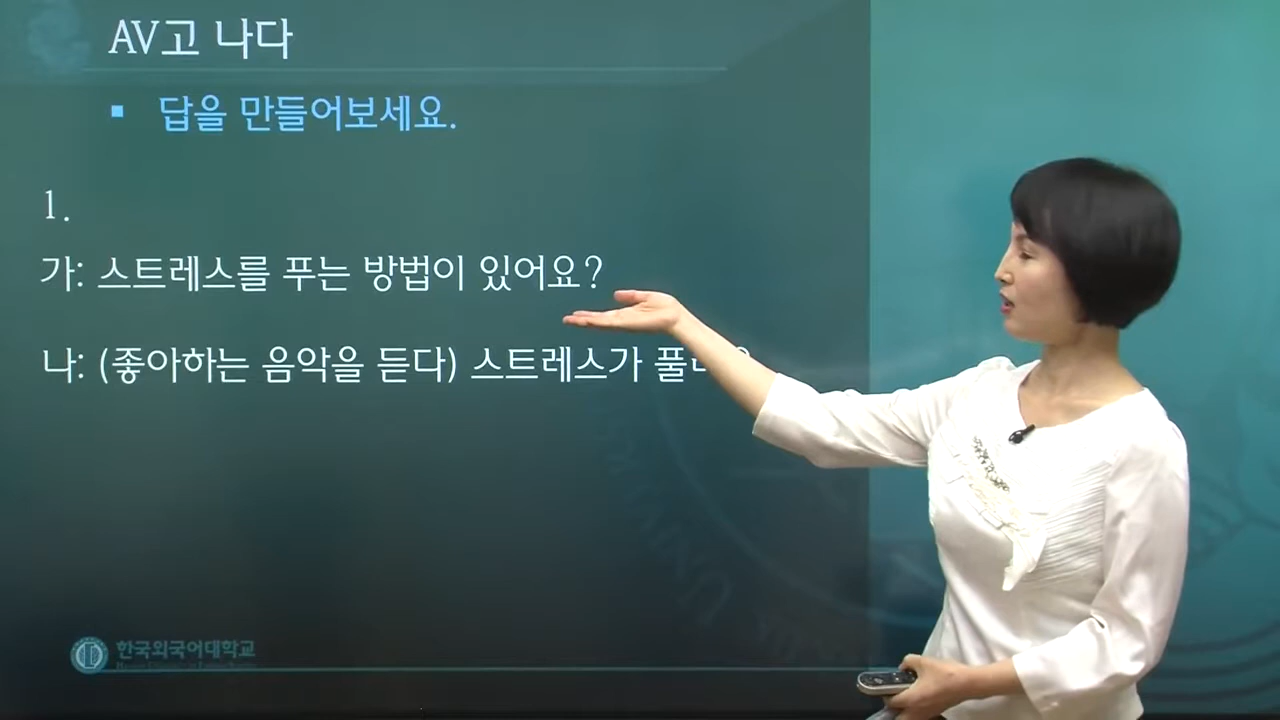 AV고 나다
▪ 답을 만들어보세요.
1.
가: 스트레스를 푸는 방법이 있어요?
나: (좋아하는 음악을 듣다) 스트레스가
한국외국어대학교